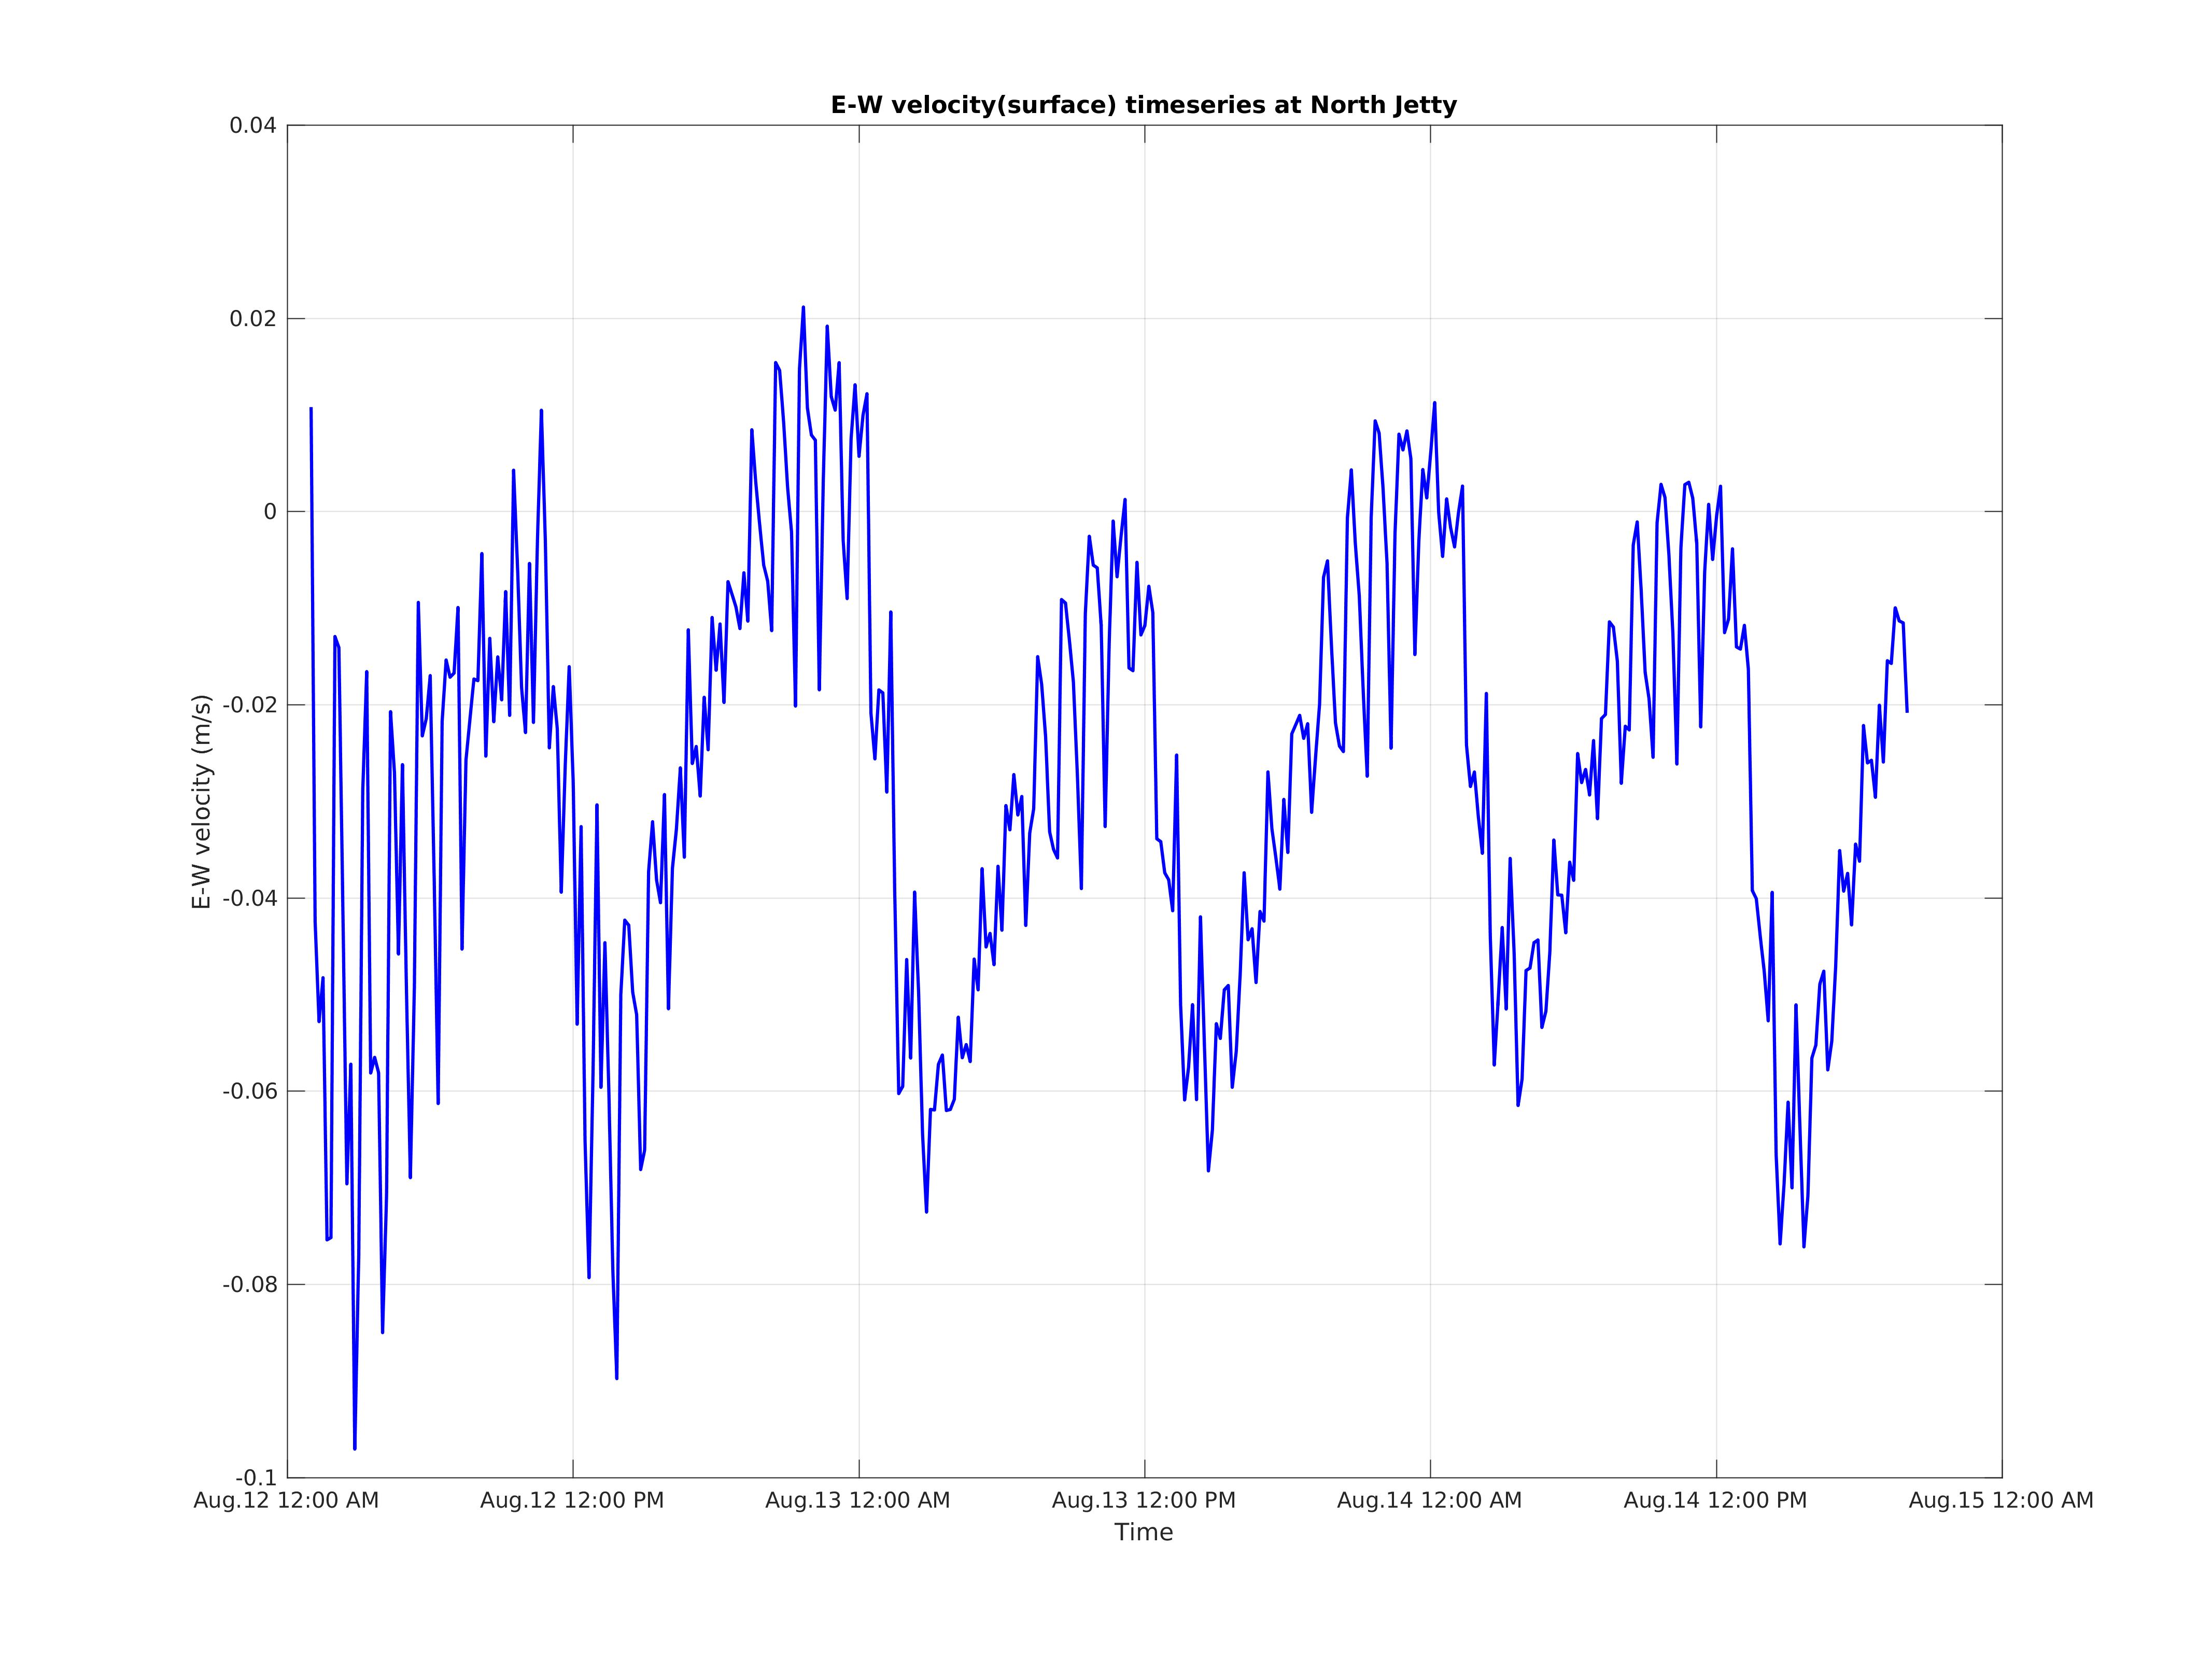 E-W velocity(surface) timeseries at North Jetty
0.04
0.02
0
-0.02
-0.04
-0.06
-0.08
-0.1
E-W velocity (m/s)
Aug.12 12:00 AM
Aug.12 12:00 PM
Aug.13 12:00 AM
Aug.13 12:00 PM
Aug.14 12:00 AM
Aug.14 12:00 PM
Aug.15 12:00 AM
Time